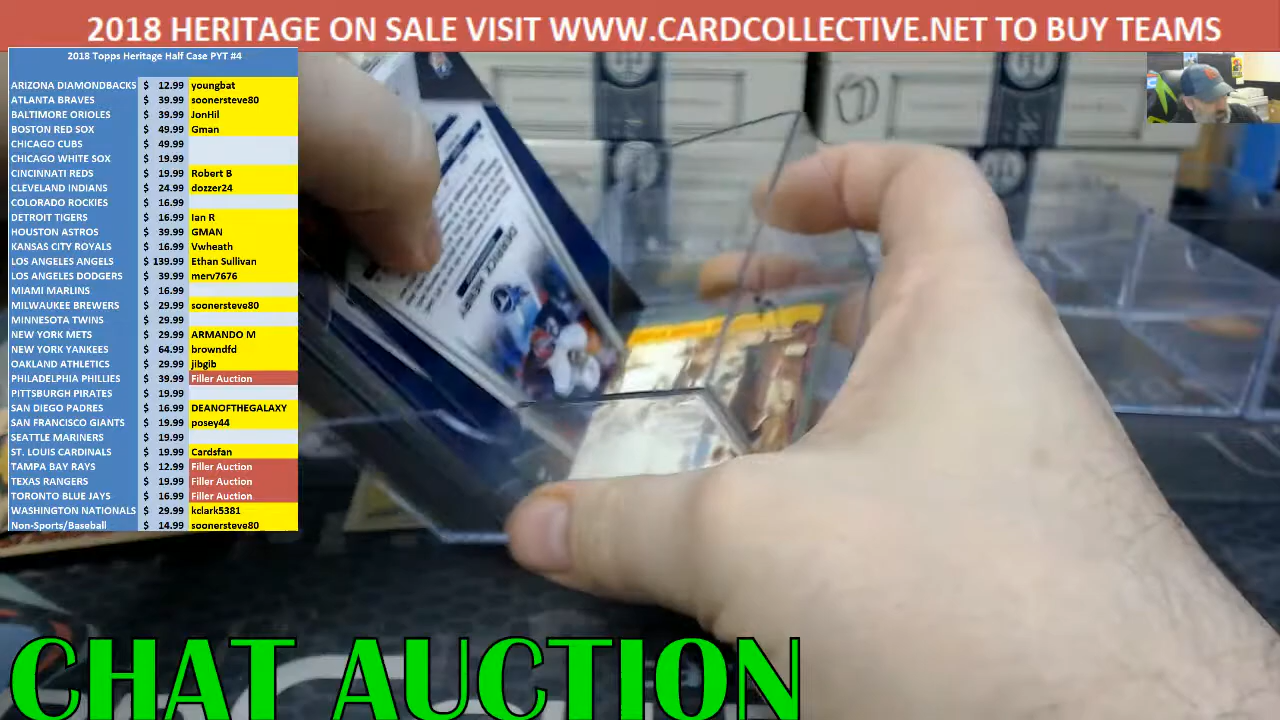 2018 HERITAGE ON SALE VISIT WWW.CARDCOLLECTIVE.NET TO BUY TEAMS
2018 Topps Heritage Half Case PYT #4
ARIZONA DIAMONDBACKS $ 12.99 youngbat
ATLANTA BRAVES $ 39.99 soonersteve80
BALTIMORE ORIOLES $ 39.99 JonHil
BOSTON RED SOX $ 49.99 Gman
CHICAGO CUBS $ 49.99
CHICAGO WHITE SOX $ 19.99
CINCINNATI REDS $ 19.99 Robert B
CLEVELAND INDIANS $ 24.99 dozzer24
COLORADO ROCKIES $ 16.99
DETROIT TIGERS $ 16.99 Ian R
HOUSTON ASTROS $ 39.99 GMAN
KANSAS CITY ROYALS $ 16.99 Vwheath
LOS ANGELES ANGELS $ 139.99 Ethan Sullivan
LOS ANGELES DODGERS $ 39.99 merv7676
MIAMI MARLINS $ 16.99
MILWAUKEE BREWERS $ 29.99 soonersteve80
MINNESOTA TWINS $ 29.99
NEW YORK METS $ 29.99 ARMANDO M
NEW YORK YANKEES $ 64.99 browndfd
OAKLAND ATHLETICS $ 29.99 jibgib
PHILADELPHIA PHILLIES $ 39.99 Filler Auction
PITTSBURGH PIRATES $ 19.99
SAN DIEGO PADRES $ 16.99 DEANOFTHEGALAXY
SAN FRANCISCO GIANTS $ 19.99 posey44
SEATTLE MARINERS $ 19.99
ST. LOUIS CARDINALS $ 19.99 Cardsfan
TAMPA BAY RAYS $ 12.99 Filler Auction
TEXAS RANGERS $ 19.99 Filler Auction
TORONTO BLUE JAYS $ 16.99 Filler Auction
WASHINGTON NATIONALS $ 29.99 kclark5381
Non-Sports/Baseball $ 14.99 soonersteve80
DERRICK HENRY
CHAT AUCTION